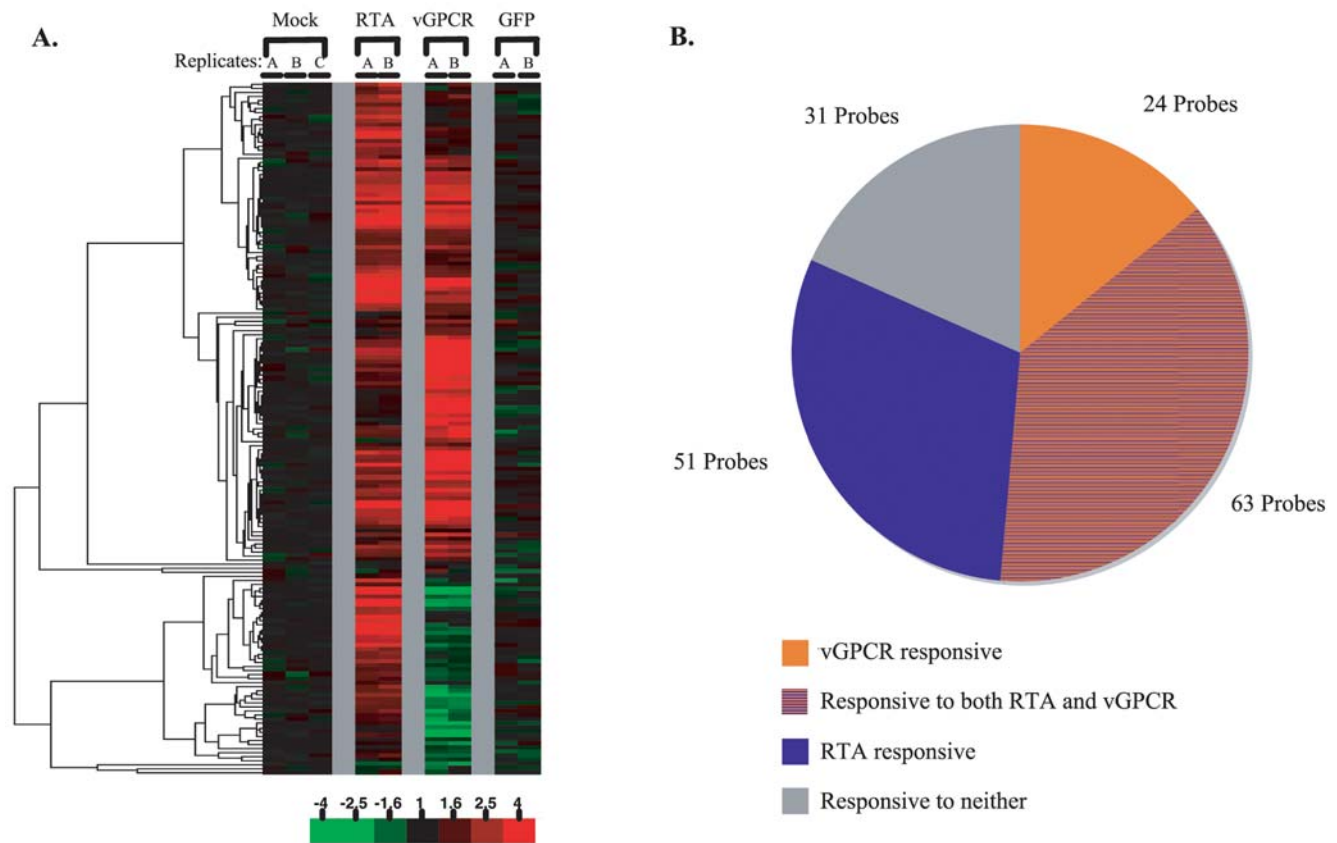 A.
Mock RTA vGPCR GFP
Replicates: A B C A B A B A B
-4 -2,5 -1,6 1 1,6 2,5 4
B.
31 Probes
24 Probes
51 Probes
63 Probes
vGPCR responsive
Responsive to both RTA and vGPCR
RTA responsive
Responsive to neither